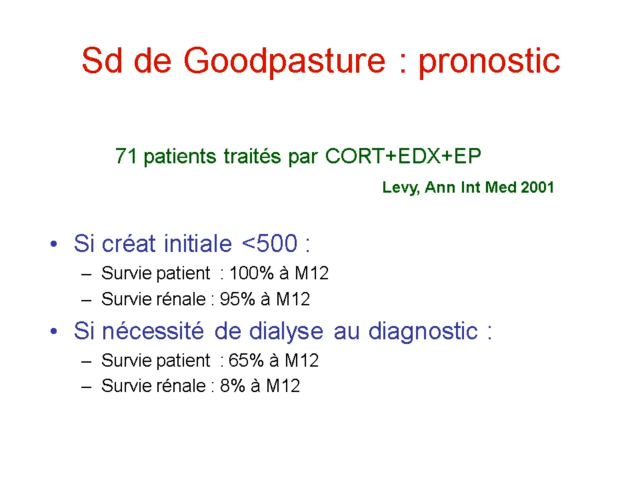 Sd de Goodpasture : pronostic
71 patients traités par CORT+EDX+EP
Levy, Ann Int Med 2001
• Si créat initiale <500 :
– Survie patient : 100% à M12
– Survie rénale : 95% à M12
• Si nécessité de dialyse au diagnostic :
– Survie patient : 65% à M12
– Survie rénale : 8% à M12